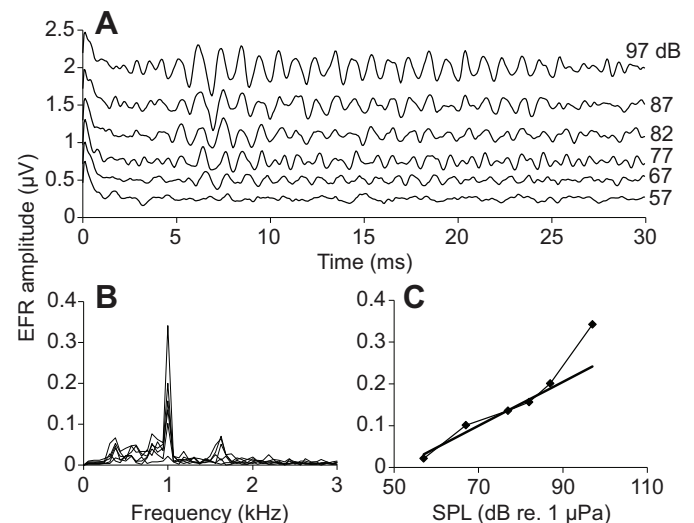 A
2.5
2
1.5
1
0.5
0
97 dB
87
82
77
67
57
0 5 10 15 20 25 30
Time (ms)
EFR amplitude (µV)
B
0.4
0.3
0.2
0.1
0
0 1 2 3
Frequency (kHz)
C
0.4
0.3
0.2
0.1
0
50 70 90 110
SPL (dB re. 1 µPa)